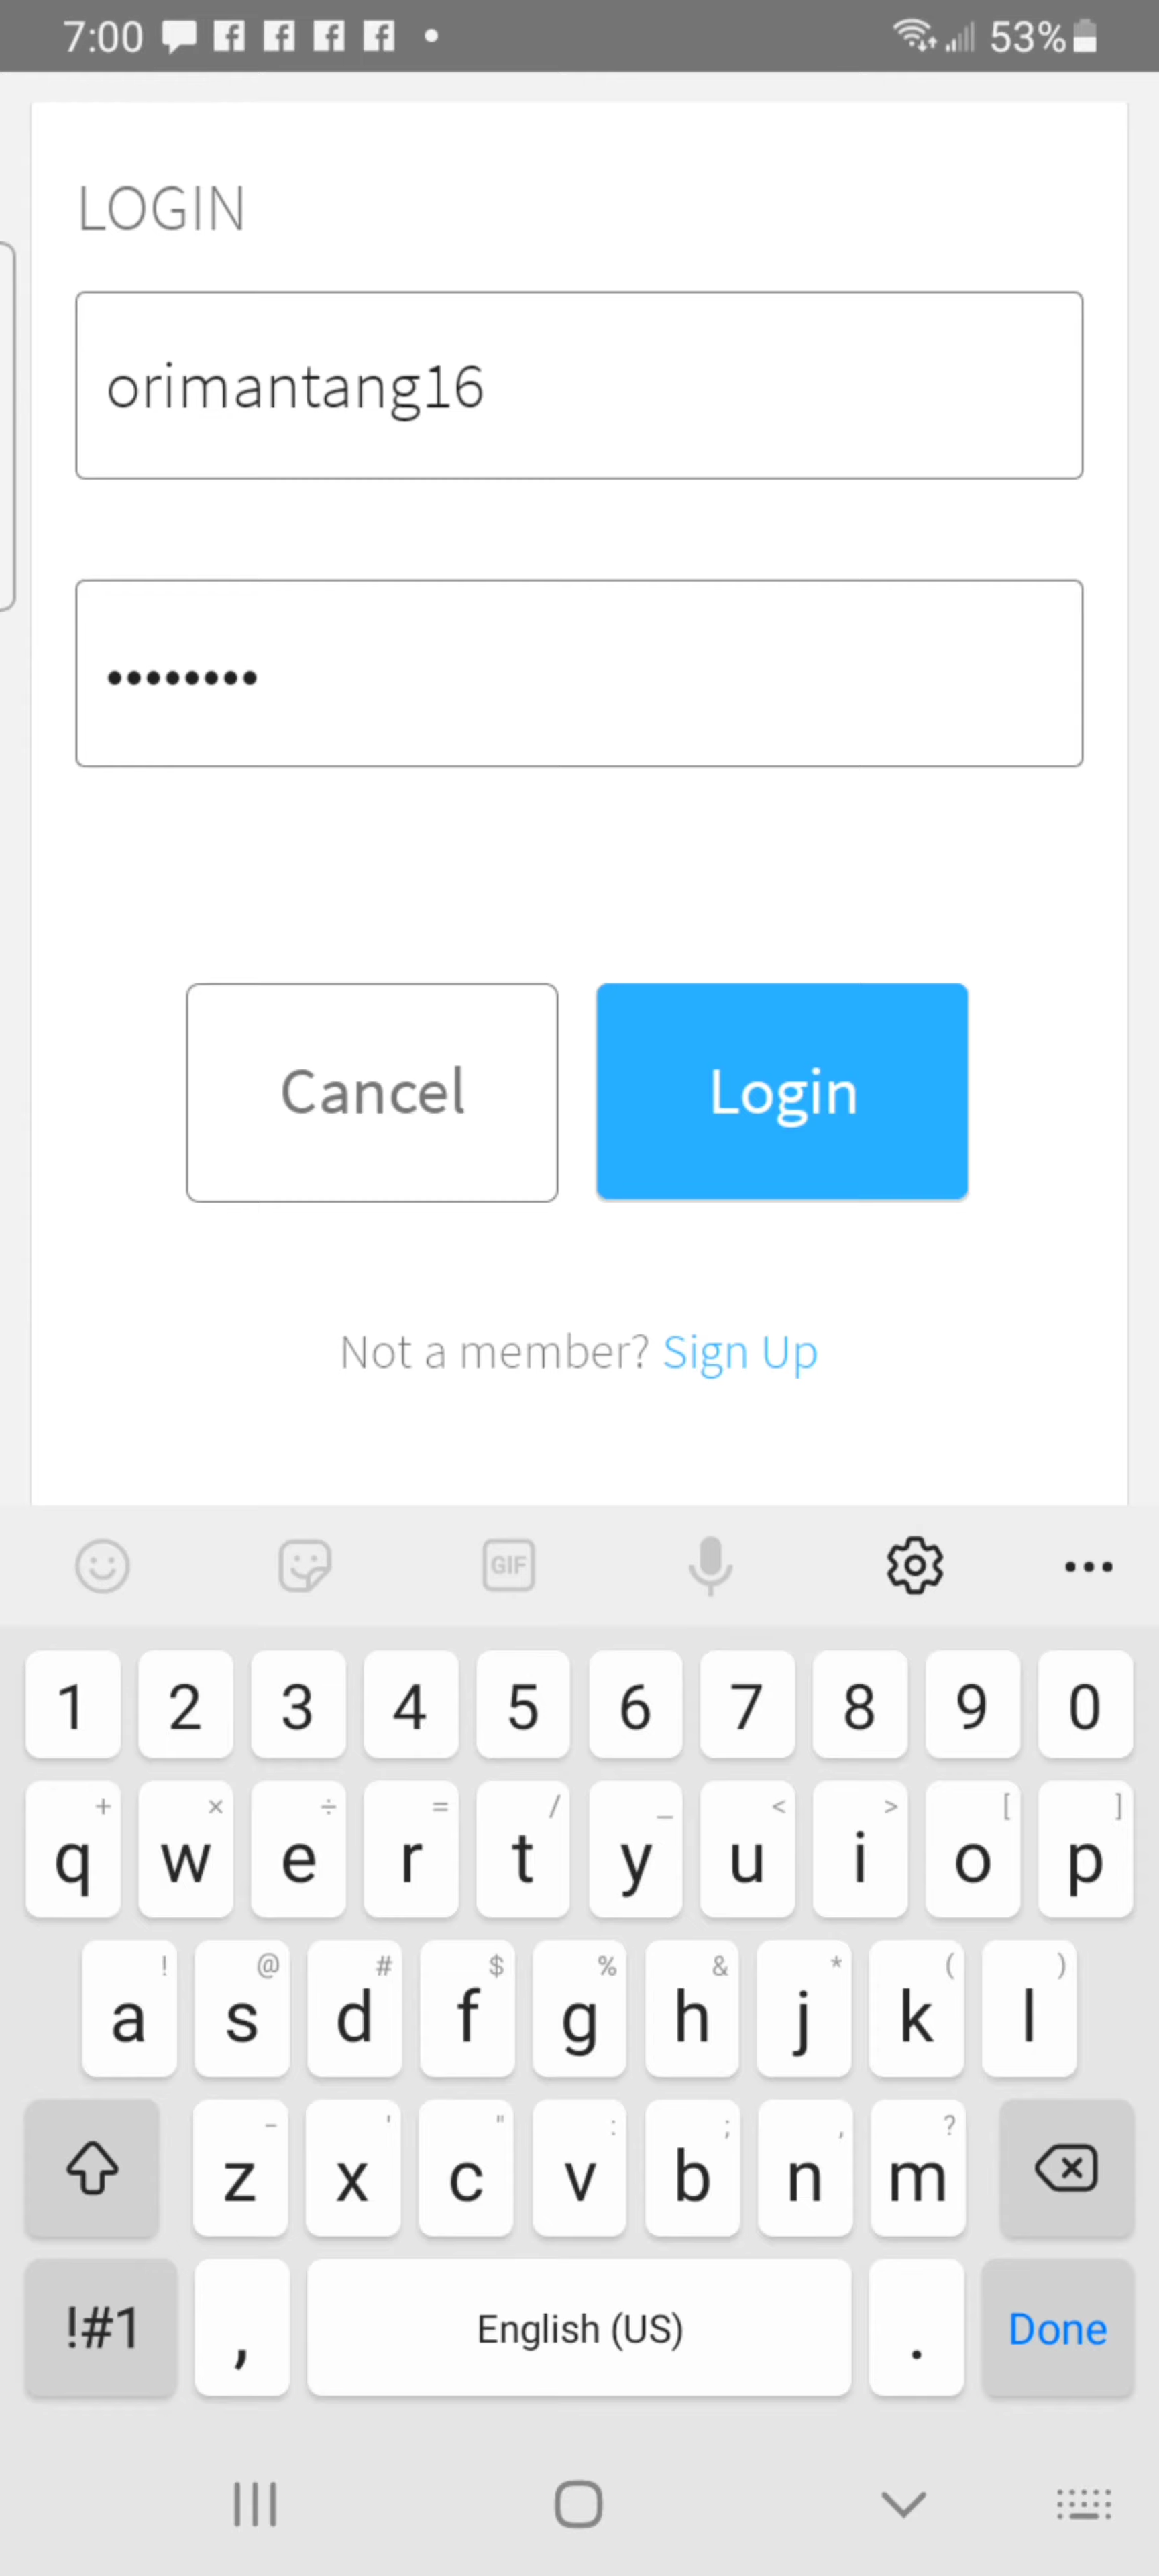 7:00 53%
LOGIN
orimantang16
••••••••
Cancel Login
Not a member? Sign Up
GIF
1 2 3 4 5 6 7 8 9 0
+ × ÷ = / _ < > [ ]
q w e r t y u i o p
! @ # $ % & * ( )
a s d f g h j k l
- ' " : ; , ?
z x c v b n m
!#1 , English (US) . Done